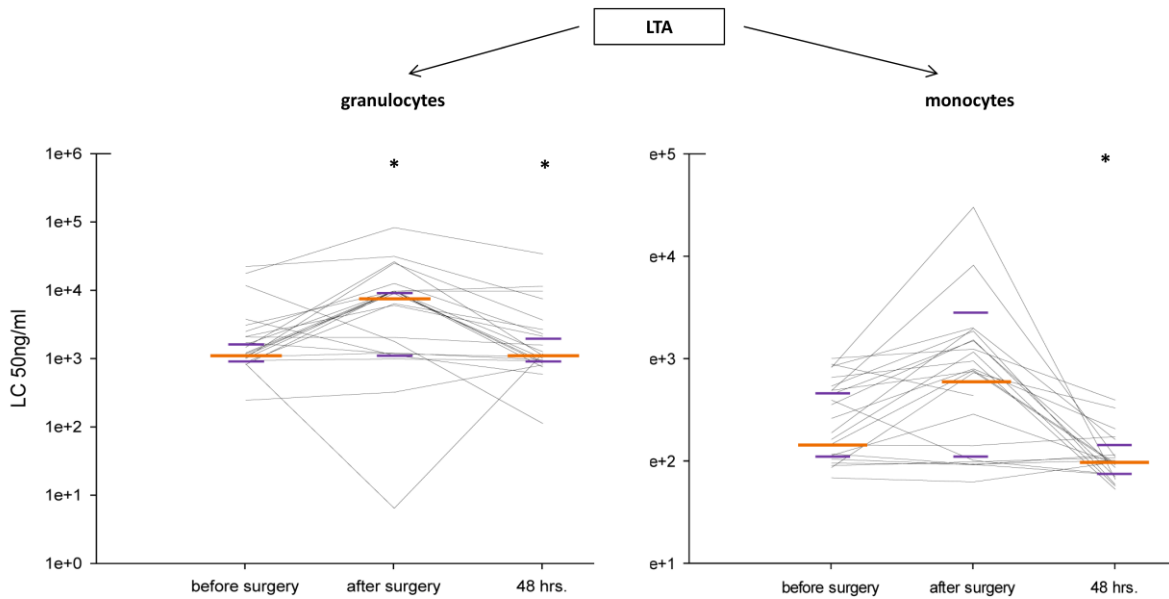 LTA
granulocytes
monocytes
LC 50ng/ml
1e+6
1e+5
1e+4
1e+3
1e+2
1e+1
1e+0
*
*
before surgery
after surgery
48 hrs.
e+5
e+4
e+3
e+2
e+1
*
before surgery
after surgery
48 hrs.